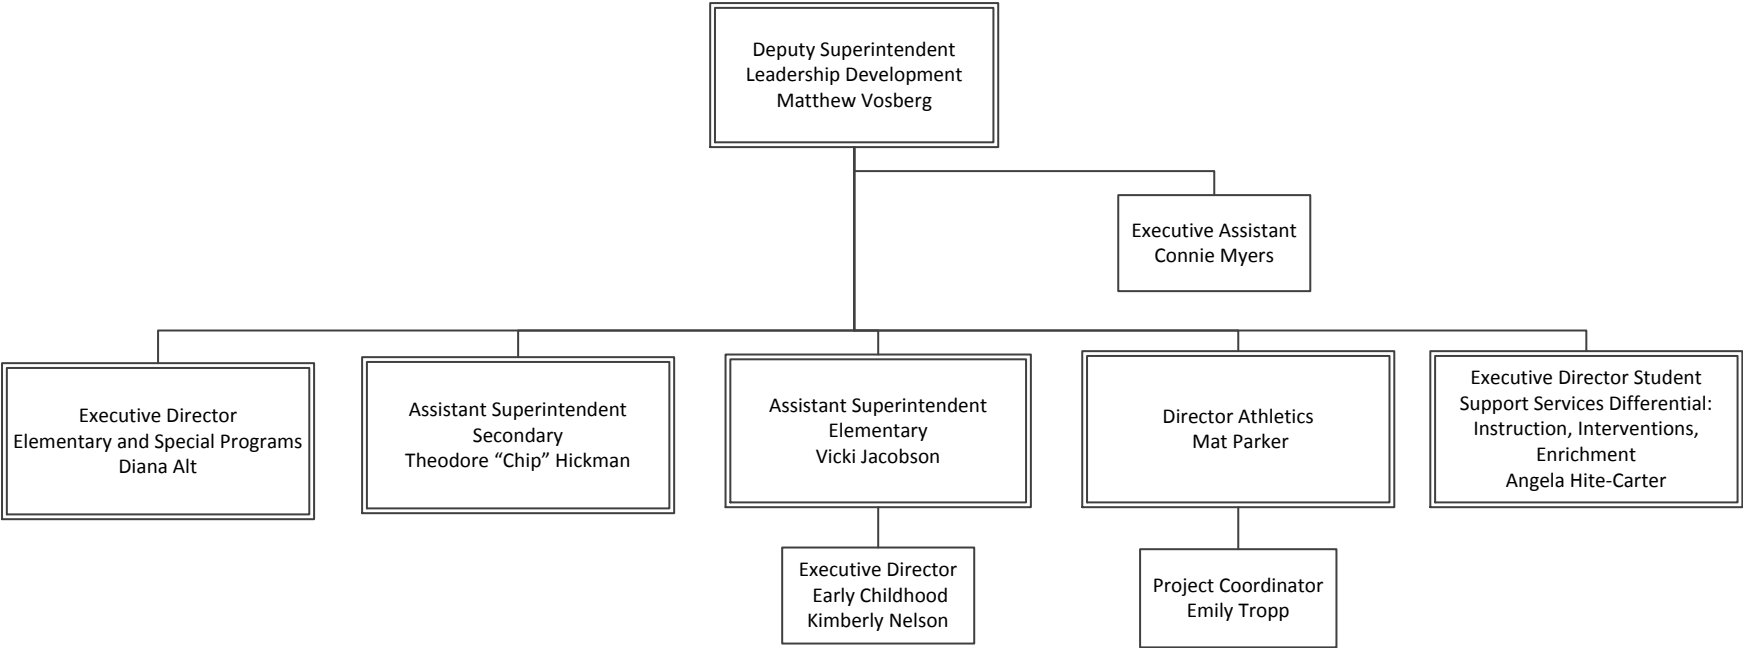 Deputy Superintendent
Leadership Development
Matthew Vosberg
Executive Assistant
Connie Myers
Executive Director
Elementary and Special Programs
Diana Alt
Assistant Superintendent
Secondary
Theodore “Chip” Hickman
Assistant Superintendent
Elementary
Vicki Jacobson
Director Athletics
Mat Parker
Executive Director Student
Support Services Differential:
Instruction, Interventions,
Enrichment
Angela Hite-Carter
Executive Director
Early Childhood
Kimberly Nelson
Project Coordinator
Emily Tropp